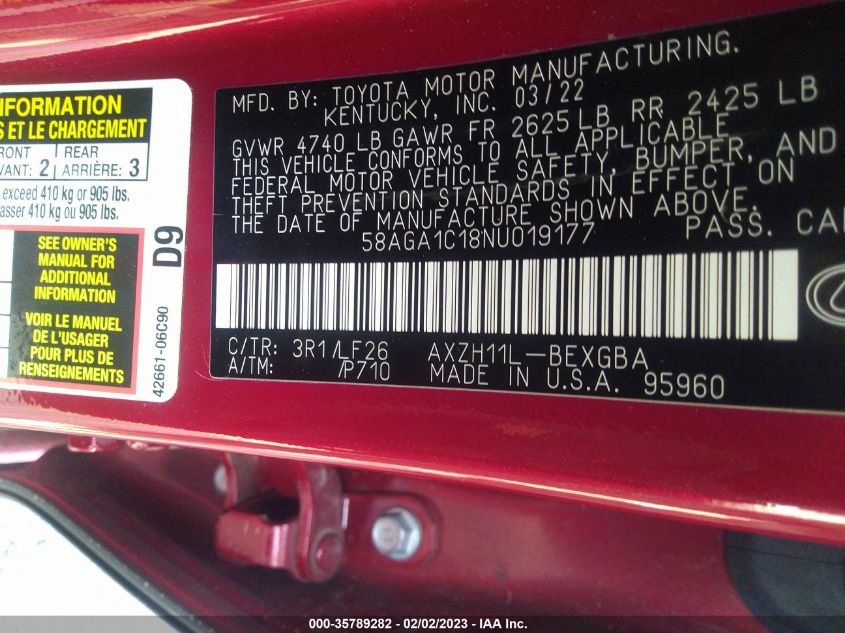 NFORMATION
S ET LE CHARGEMENT
FRONT
VANT: 2
REAR
ARRIÈRE: 3
exceed 410 kg or 905 lbs.
asser 410 kg ou 905 lbs.
SEE OWNER'S
MANUAL FOR
ADDITIONAL
INFORMATION
VOIR LE MANUEL
DE L'USAGER
POUR PLUS DE
RENSEIGNEMENTS
D9
42661-06C90
MFD. BY: TOYOTA MOTOR MANUFACTURING.
KENTUCKY, INC. 03/22
GVWR 4740 LB GAWR FR 2625 LB RR 2425 LB
THIS VEHICLE CONFORMS TO ALL APPLICABLE
FEDERAL MOTOR VEHICLE SAFETY, BUMPER, AND
THEFT PREVENTION STANDARDS IN EFFECT ON
THE DATE OF MANUFACTURE SHOWN ABOVE.
58AGA1C18NU019177 PASS. CAR
C/TR: 3R1/LF26 AXZH11L-BEXGBA
A/TM: /P710 MADE IN U.S.A. 95960
000-35789282 - 02/02/2023 - IAA Inc.